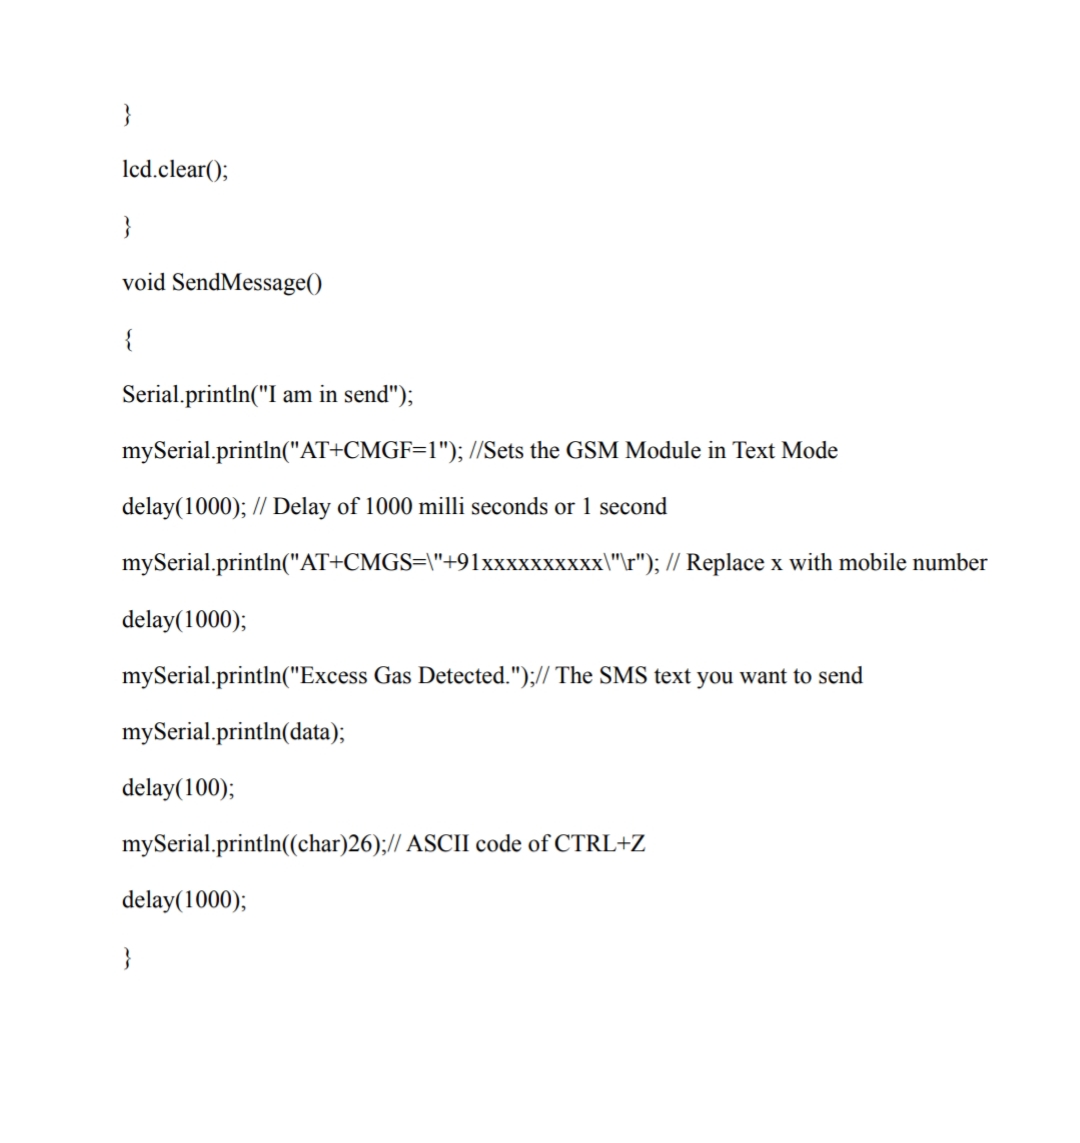 }
lcd.clear();
}
void SendMessage()
{
Serial.println("I am in send");
mySerial.println("AT+CMGF=1"); //Sets the GSM Module in Text Mode
delay(1000); // Delay of 1000 milli seconds or 1 second
mySerial.println("AT+CMGS=\"+91xxxxxxxxxx\"\r"); // Replace x with mobile number
delay(1000);
mySerial.println("Excess Gas Detected.");// The SMS text you want to send
mySerial.println(data);
delay(100);
mySerial.println((char)26);// ASCII code of CTRL+Z
delay(1000);
}